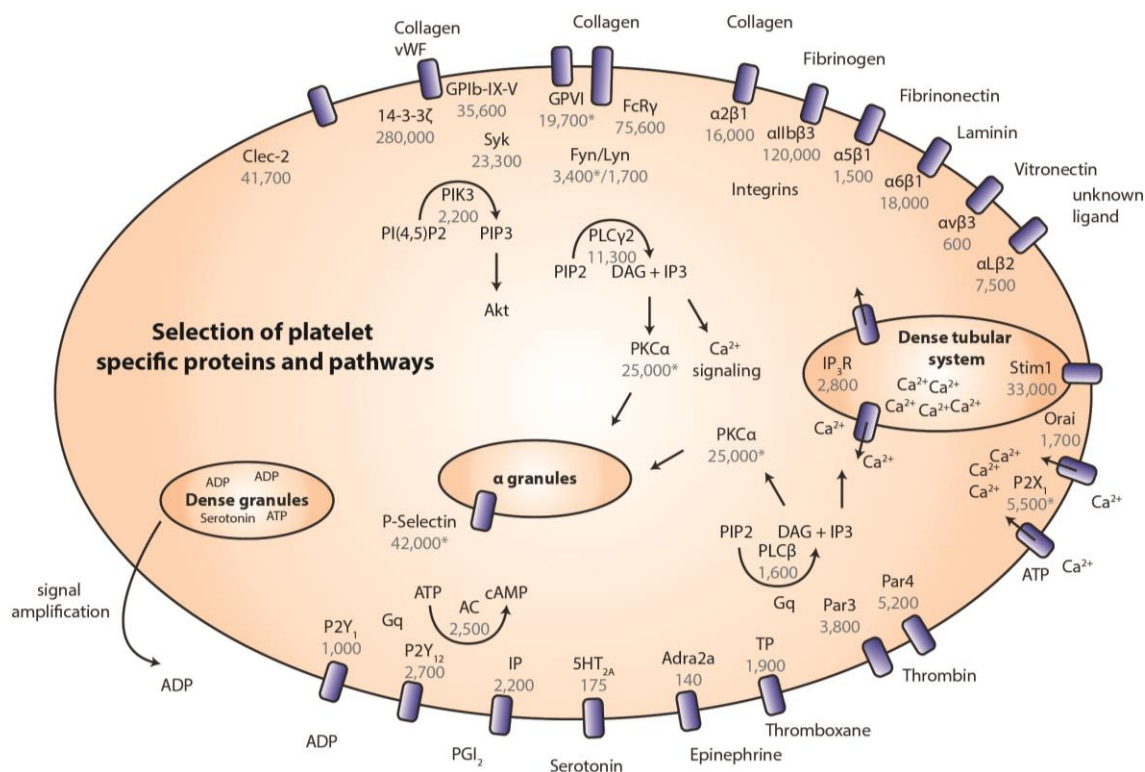 Collagen
vWF
Collagen
Collagen
Fibrinogen
Fibrinonectin
Laminin
Vitronectin
unknown
ligand
GPIb-IX-V
35,600
14-3-3ζ
280,000
Clec-2
41,700
Syk
23,300
GPVI
19,700*
FcRγ
75,600
Fyn/Lyn
3,400*/1,700
α2β1
16,000
αIIbβ3
120,000
α5β1
1,500
α6β1
18,000
αvβ3
600
αLβ2
7,500
Integrins
PIK3
2,200
PI(4,5)P2
PIP3
Akt
PLCγ2
11,300
PIP2
DAG + IP3
PKCα
25,000*
Ca²⁺
signaling
Selection of platelet
specific proteins and pathways
Dense tubular
system
IP₃R
2,800
Ca²⁺Ca²⁺
Ca²⁺ Ca²⁺Ca²⁺
Stim1
33,000
Ca²⁺
Ca²⁺
Orai
1,700
Ca²⁺
Ca²⁺
Ca²⁺
P2X₁
5,500*
Ca²⁺
ATP
Ca²⁺
PKCα
25,000*
α granules
P-Selectin
42,000*
ADP
ADP
Dense granules
Serotonin
ATP
signal
amplification
ADP
PIP2
DAG + IP3
PLCβ
1,600
Gq
ATP
AC
cAMP
2,500
Gq
P2Y₁
1,000
P2Y₁₂
2,700
IP
2,200
5HT₂A
175
Adra2a
140
TP
1,900
Par3
3,800
Par4
5,200
Thrombin
Thromboxane
Epinephrine
Serotonin
PGI₂
ADP